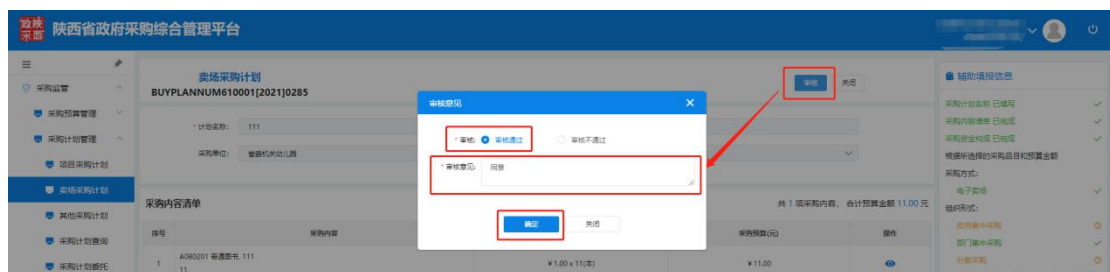 政陕
采西
陕西省政府采购综合管理平台
采购监管
采购预算管理
采购计划管理
项目采购计划
卖场采购计划
其他采购计划
采购计划查询
采购计划委托
卖场采购计划
BUYPLANNUM610001[2021]0285
审核
关闭
*计划名称: 111
采购单位: 省委机关幼儿园
采购内容清单
共 1 项采购内容, 合计预算金额 11.00 元
序号
采购内容
采购预算(元)
操作
1
A080201 普通图书, 111
11
¥1.00 x 11(本)
¥11.00
审核意见
×
*审核: 审核通过 审核不通过
*审核意见: 同意
确定
关闭
辅助填报信息
采购计划名称 已填写
采购内容清单 已完成
采购资金构成 已完成
根据所选择的采购品目和预算金额
采购方式:
电子卖场
组织形式:
政府集中采购
部门集中采购
分散采购